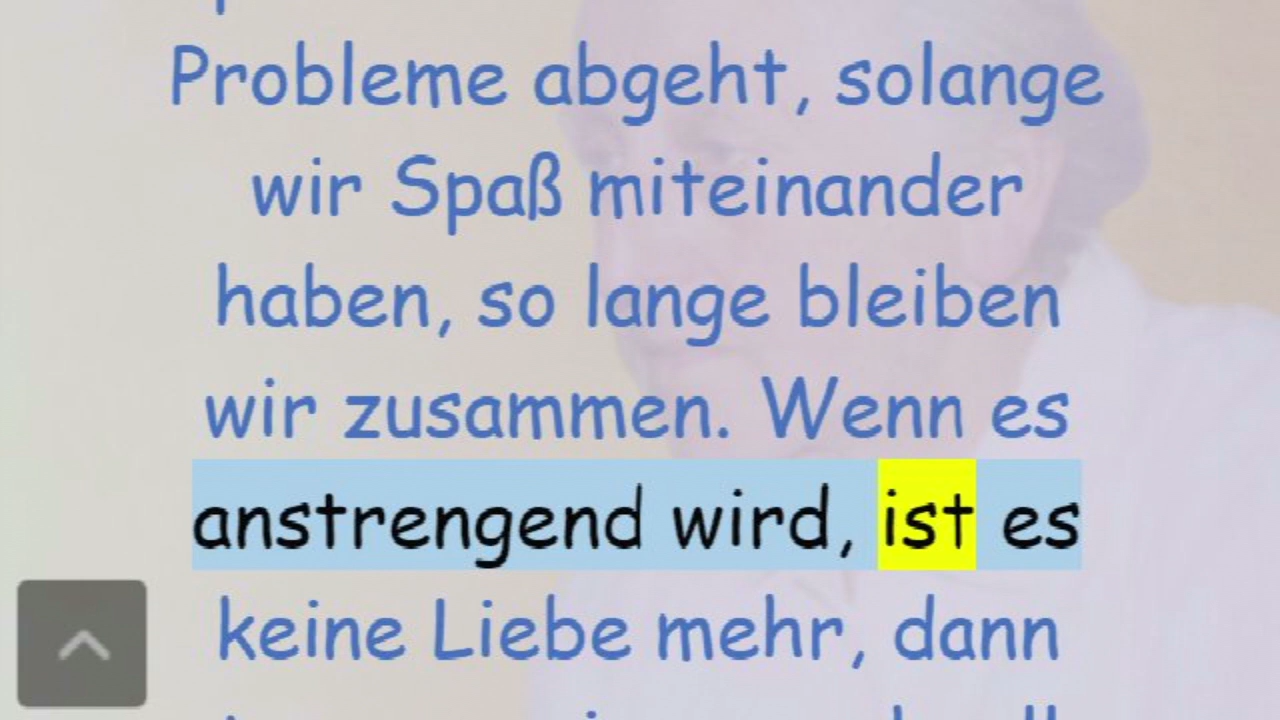 Probleme abgeht, solange
wir Spaß miteinander
haben, so lange bleiben
wir zusammen. Wenn es
anstrengend wird, ist es
keine Liebe mehr, dann